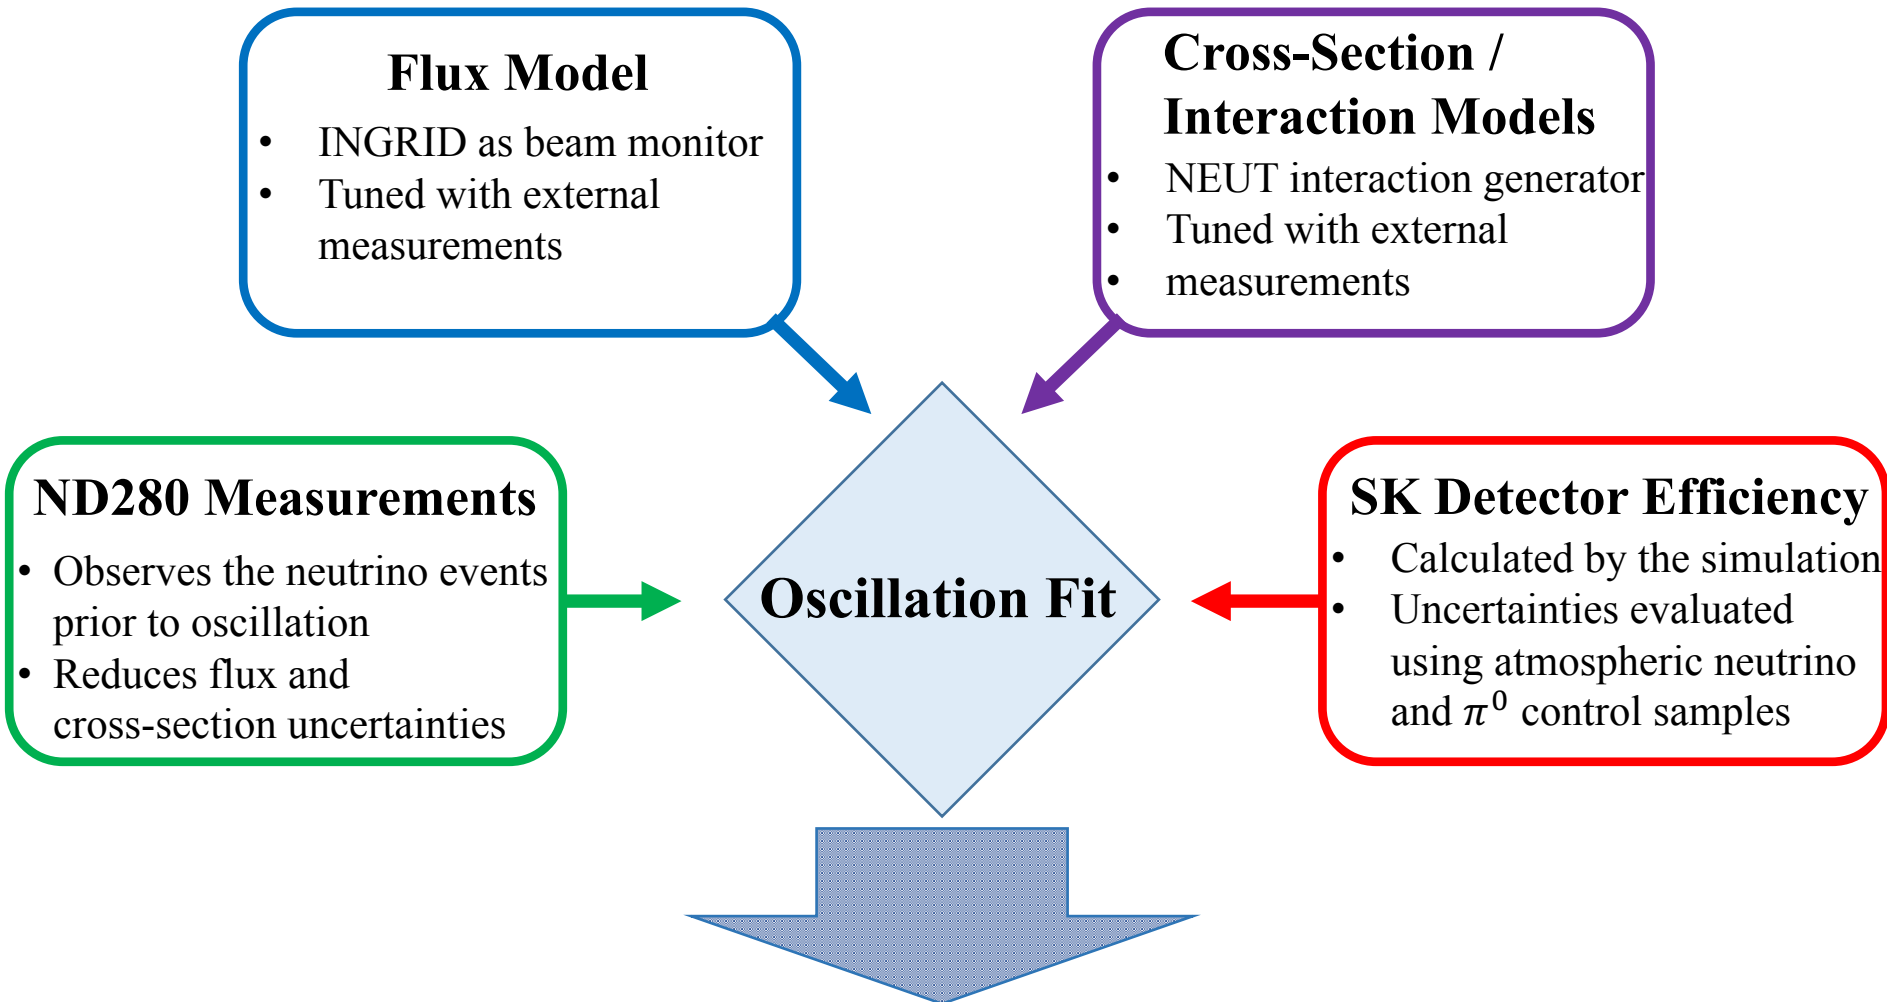 Flux Model
• INGRID as beam monitor
• Tuned with external
measurements
Cross-Section /
Interaction Models
• NEUT interaction generator
• Tuned with external
• measurements
ND280 Measurements
• Observes the neutrino events
prior to oscillation
• Reduces flux and
cross-section uncertainties
Oscillation Fit
SK Detector Efficiency
• Calculated by the simulation
• Uncertainties evaluated
using atmospheric neutrino
and π⁰ control samples